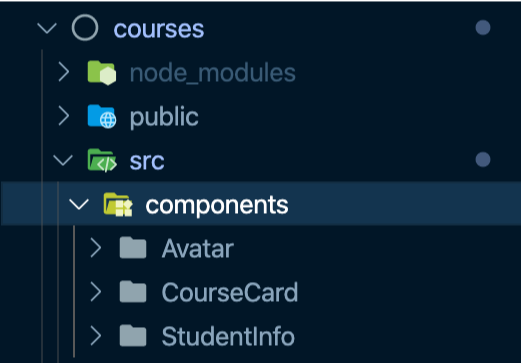 courses
node_modules
public
src
components
Avatar
CourseCard
StudentInfo